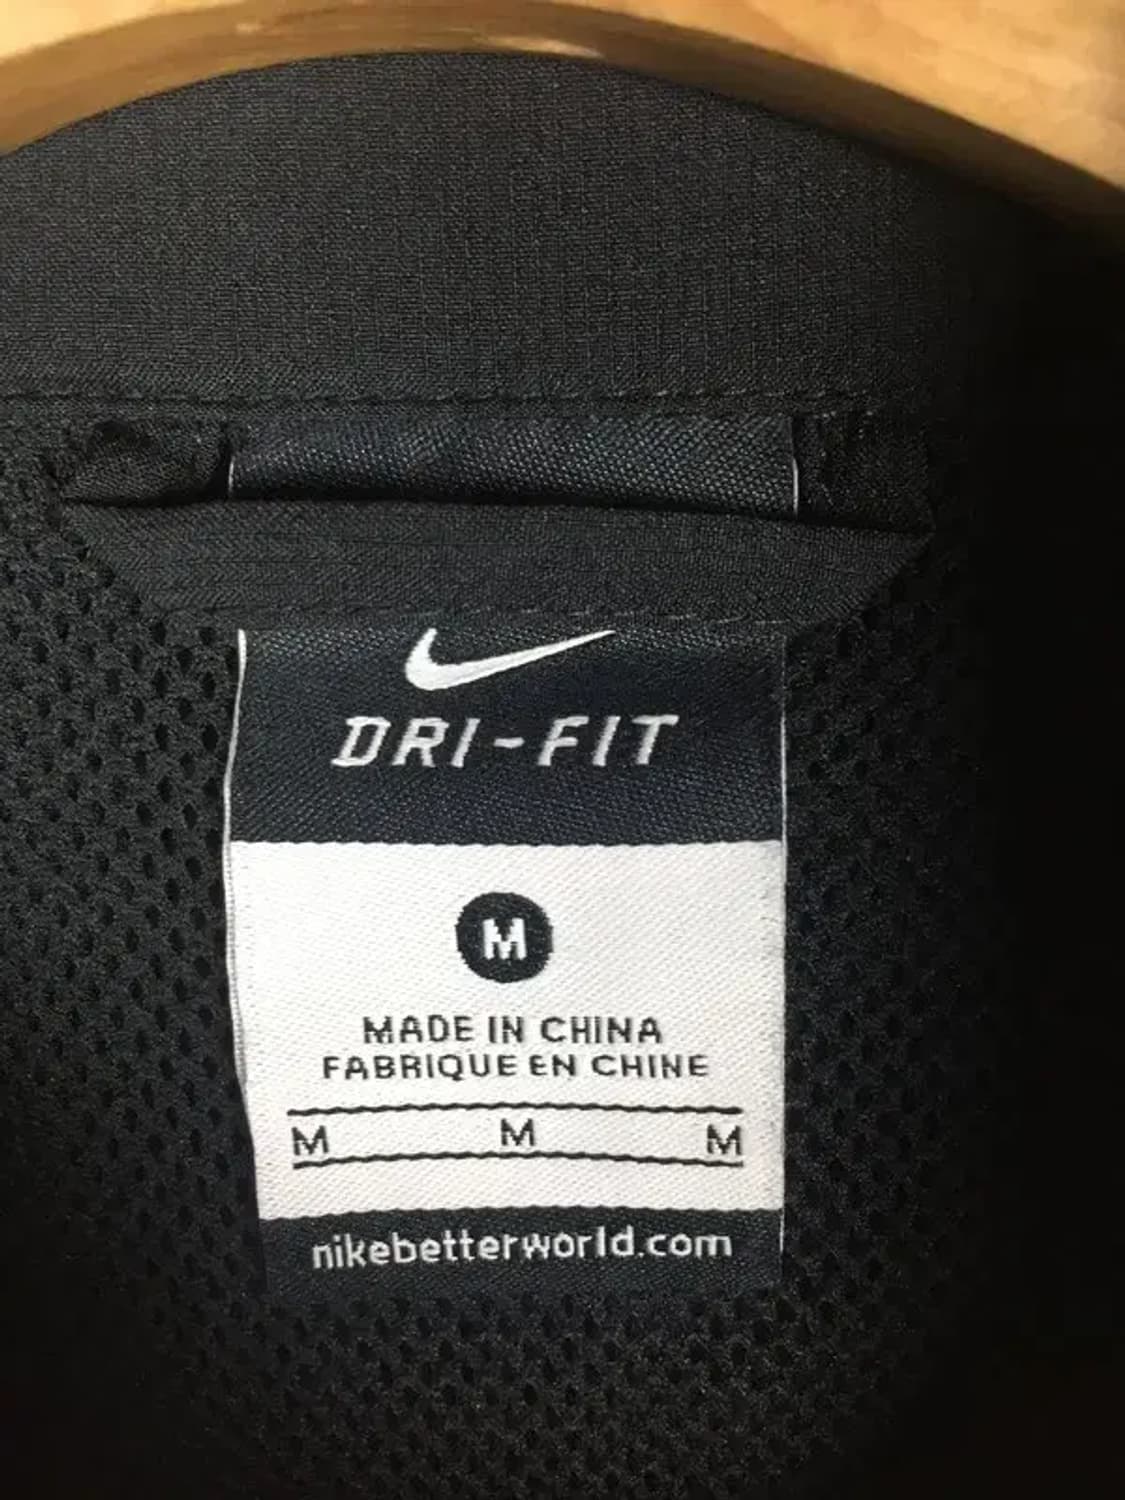 DRI-FIT
M
MADE IN CHINA
FABRIQUE EN CHINE
M M M
nikebetterworld.com